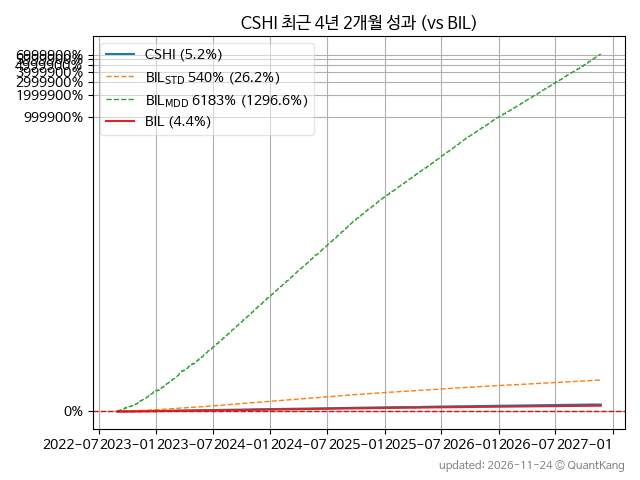 CSHI 최근 4년 2개월 성과 (vs BIL)
CSHI (5.2%)
BILSTD 540% (26.2%)
BILMDD 6183% (1296.6%)
BIL (4.4%)
6999900%
4999900%
3999900%
2999900%
1999900%
999900%
0%
2022-07 2023-01 2023-07 2024-01 2024-07 2025-01 2025-07 2026-01 2026-07 2027-01
updated: 2026-11-24 © QuantKang